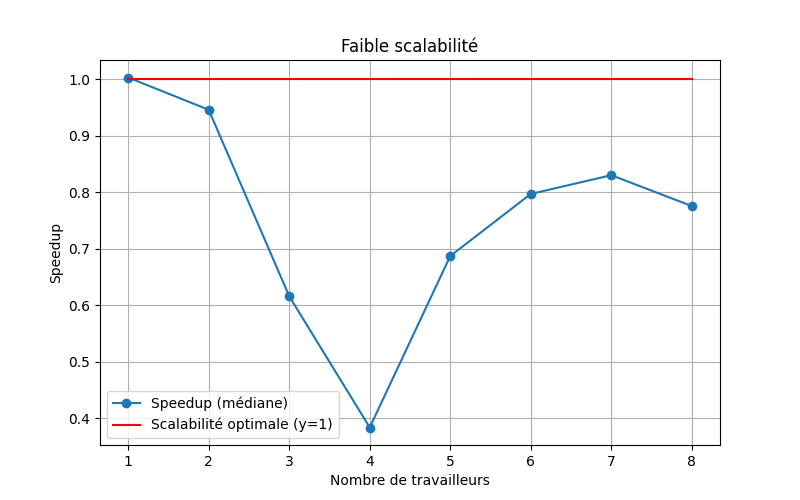 Faible scalabilité
Speedup
1.0
0.9
0.8
0.7
0.6
0.5
0.4
Speedup (médiane)
Scalabilité optimale (y=1)
1 2 3 4 5 6 7 8
Nombre de travailleurs